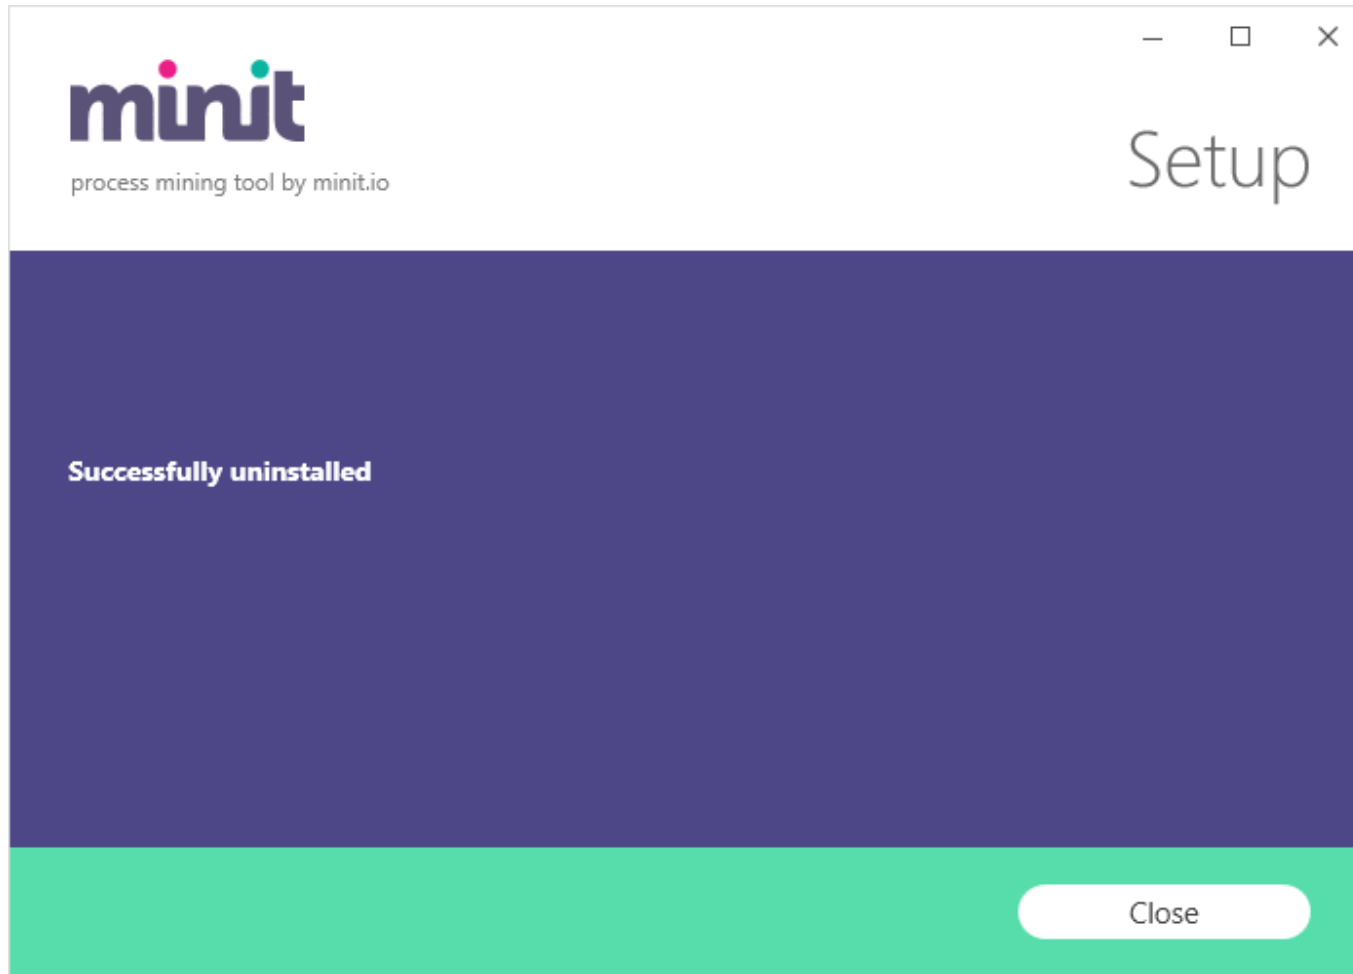 minit
process mining tool by minit.io
Setup
Successfully uninstalled
Close